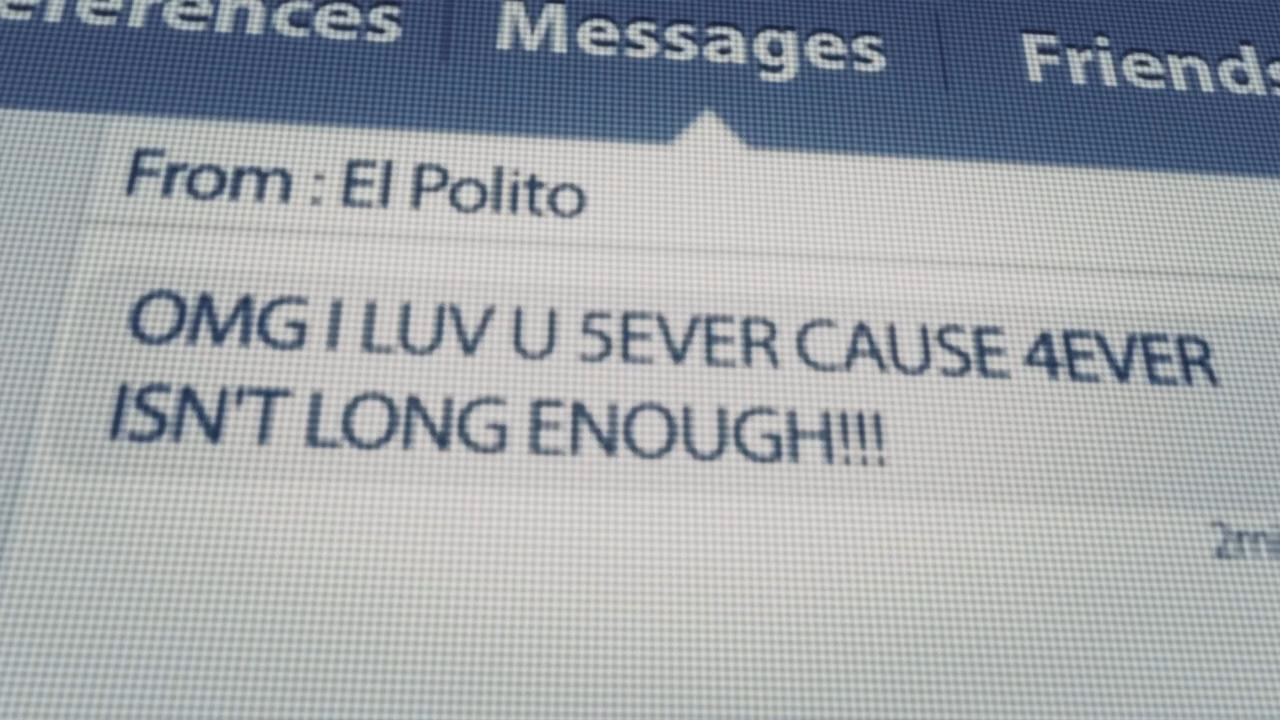 Messages
Friends
From : El Polito
OMG I LUV U 5EVER CAUSE 4EVER
ISN'T LONG ENOUGH!!!